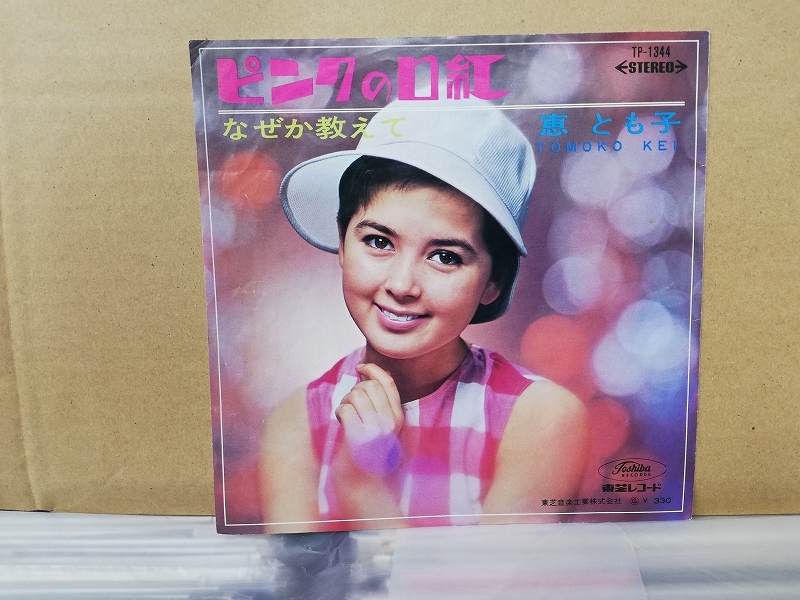 TP-1344
STEREO
ピンクの口紅
なぜか教えて
恵 とも子
TOMOKO KEI
Toshiba
RECORDS
東芝レコード
東芝音楽工業株式会社 ￥330